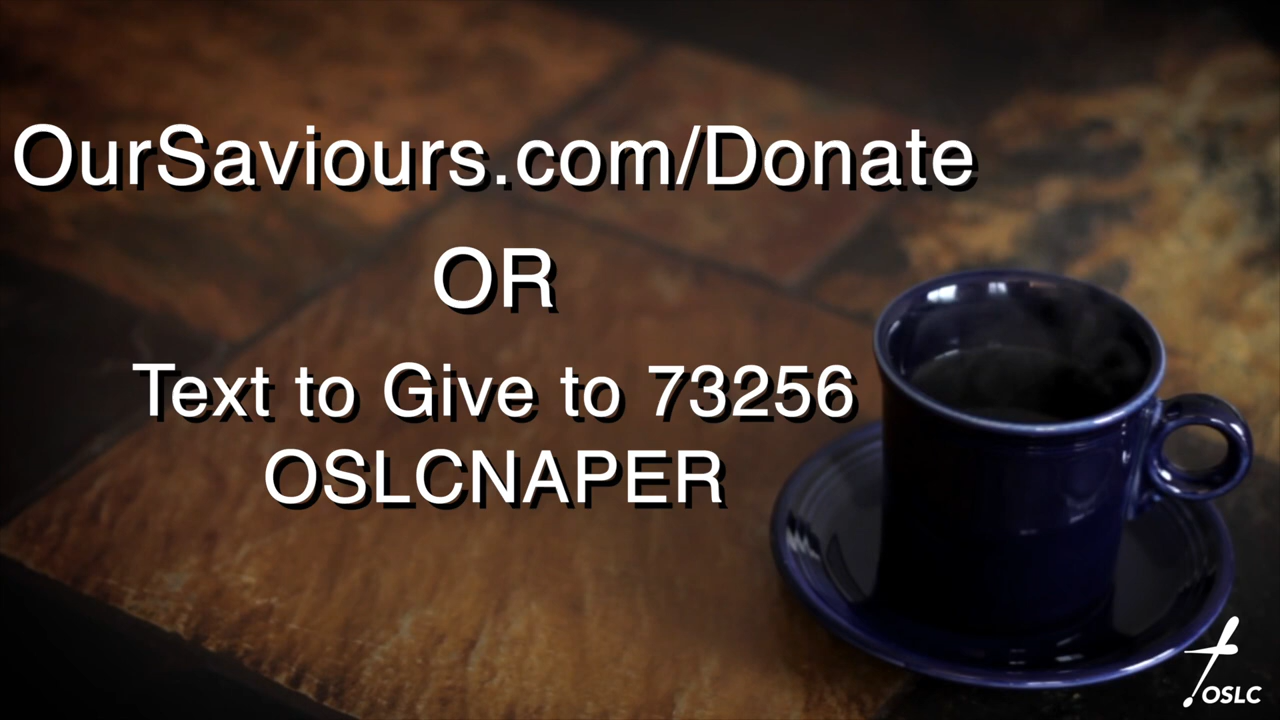 OurSaviours.com/Donate
OR
Text to Give to 73256
OSLCNAPER
OSLC